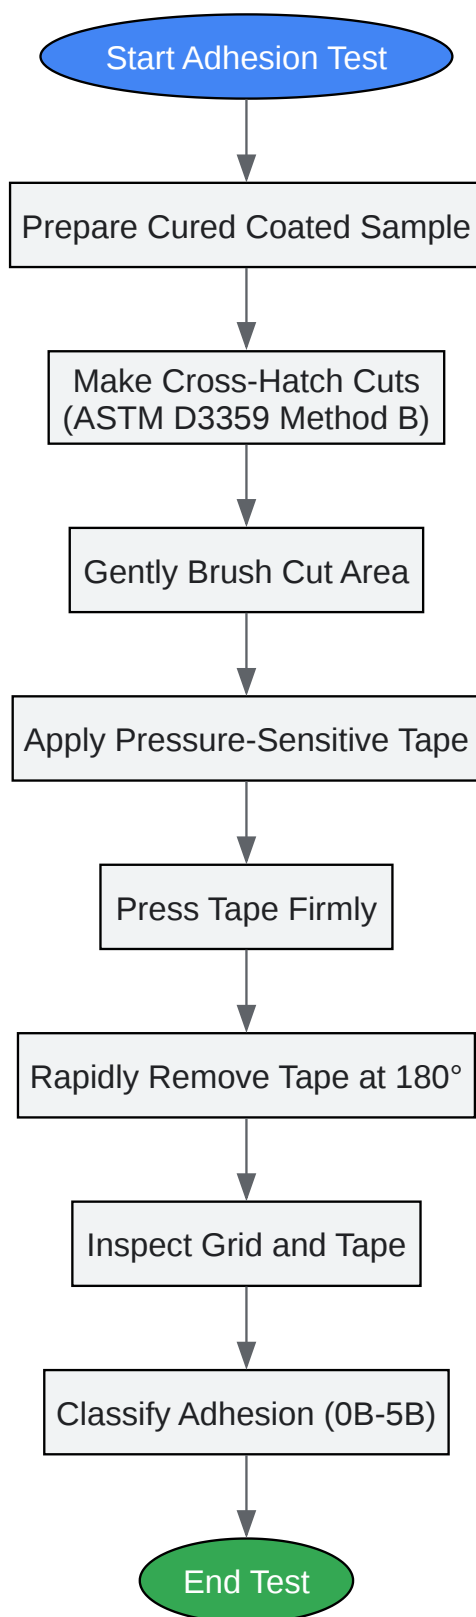 Start Adhesion Test
Prepare Cured Coated Sample
Make Cross-Hatch Cuts
(ASTM D3359 Method B)
Gently Brush Cut Area
Apply Pressure-Sensitive Tape
Press Tape Firmly
Rapidly Remove Tape at 180°
Inspect Grid and Tape
Classify Adhesion (0B-5B)
End Test